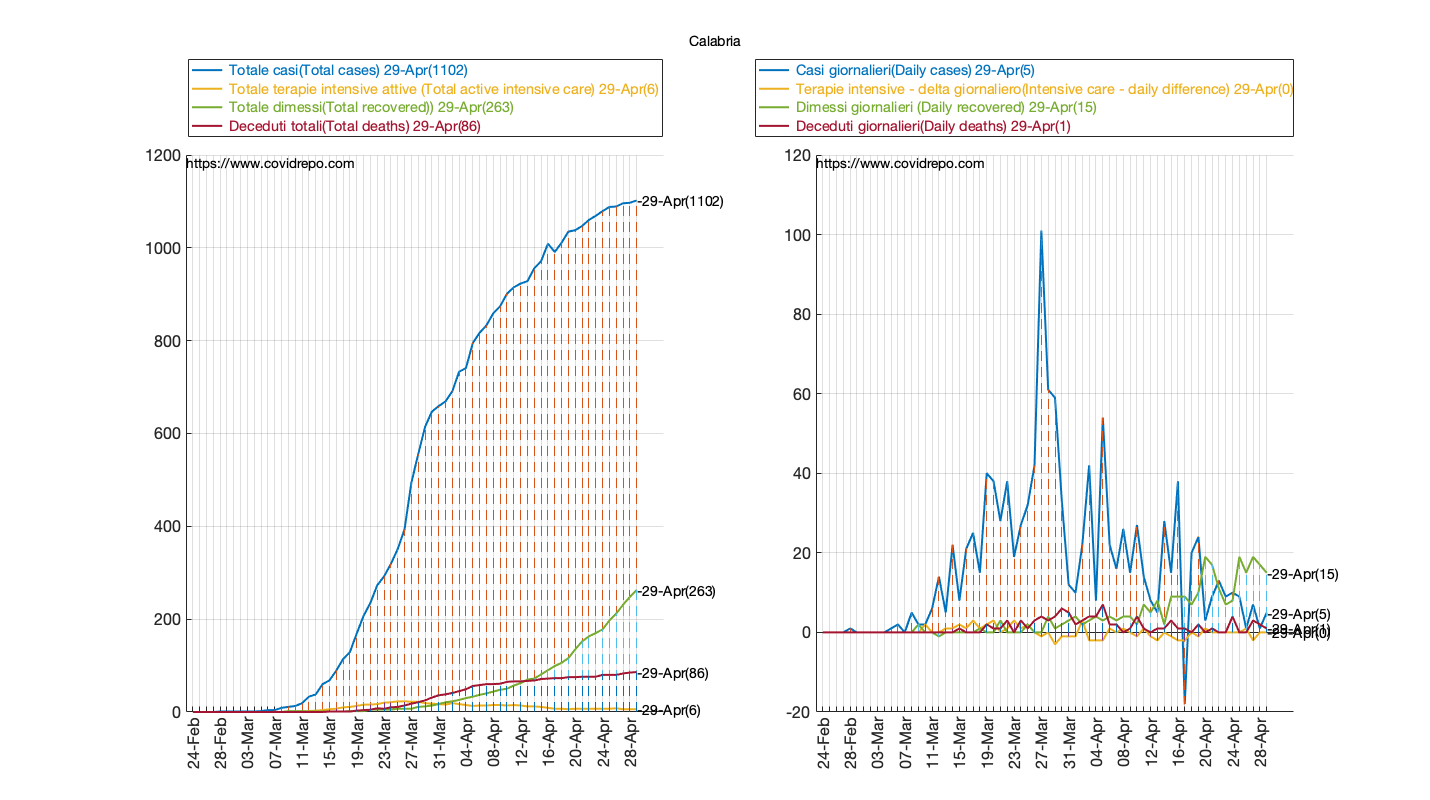 Calabria
Totale casi(Total cases) 29-Apr(1102)
Totale terapie intensive attive (Total active intensive care) 29-Apr(6)
Totale dimessi(Total recovered)) 29-Apr(263)
Deceduti totali(Total deaths) 29-Apr(86)
Casi giornalieri(Daily cases) 29-Apr(5)
Terapie intensive - delta giornaliero(Intensive care - daily difference) 29-Apr(0)
Dimessi giornalieri (Daily recovered) 29-Apr(15)
Deceduti giornalieri(Daily deaths) 29-Apr(1)
https://www.covidrepo.com
1200
1000
800
600
400
200
0
29-Apr(1102)
29-Apr(263)
29-Apr(86)
29-Apr(6)
24-Feb
28-Feb
03-Mar
07-Mar
11-Mar
15-Mar
19-Mar
23-Mar
27-Mar
31-Mar
04-Apr
08-Apr
12-Apr
16-Apr
20-Apr
24-Apr
28-Apr
https://www.covidrepo.com
120
100
80
60
40
20
0
-20
29-Apr(15)
29-Apr(5)
29-Apr(1)
29-Apr(0)
24-Feb
28-Feb
03-Mar
07-Mar
11-Mar
15-Mar
19-Mar
23-Mar
27-Mar
31-Mar
04-Apr
08-Apr
12-Apr
16-Apr
20-Apr
24-Apr
28-Apr